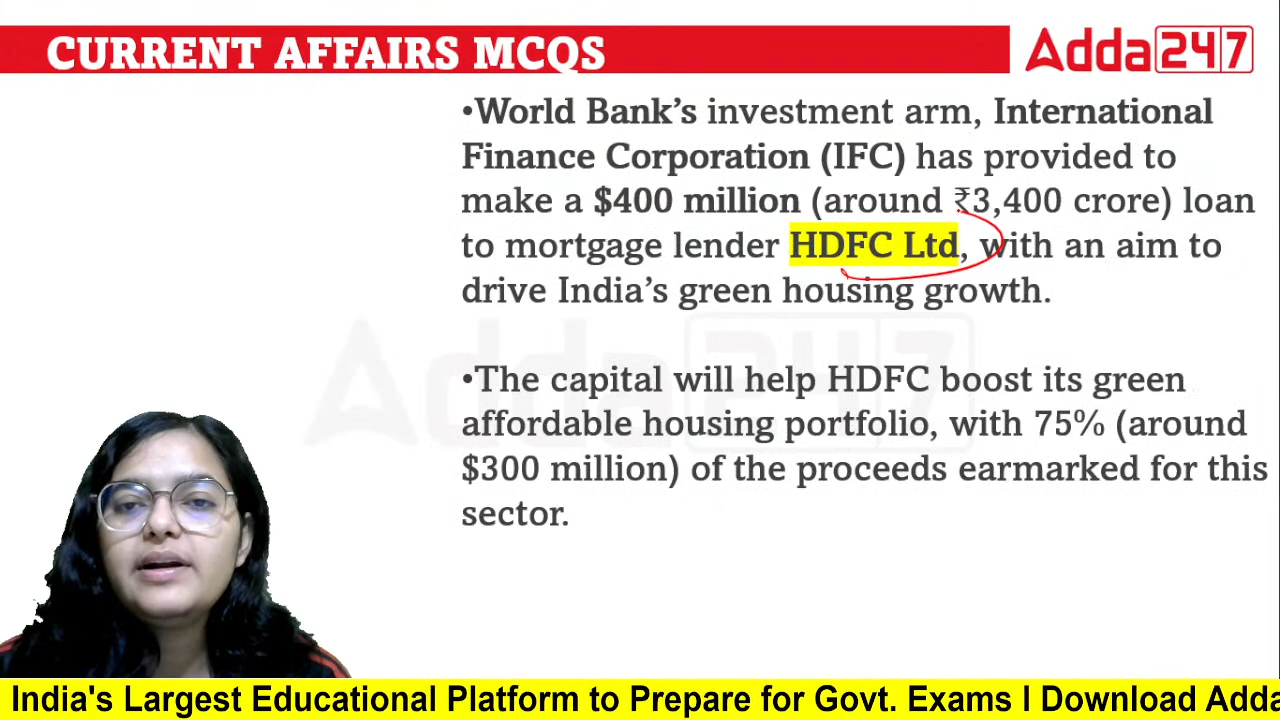 CURRENT AFFAIRS MCQS
Adda247
•World Bank's investment arm, International
Finance Corporation (IFC) has provided to
make a $400 million (around ₹3,400 crore) loan
to mortgage lender HDFC Ltd, with an aim to
drive India's green housing growth.
Adda247
•The capital will help HDFC boost its green
affordable housing portfolio, with 75% (around
$300 million) of the proceeds earmarked for this
sector.
India's Largest Educational Platform to Prepare for Govt. Exams I Download Adda